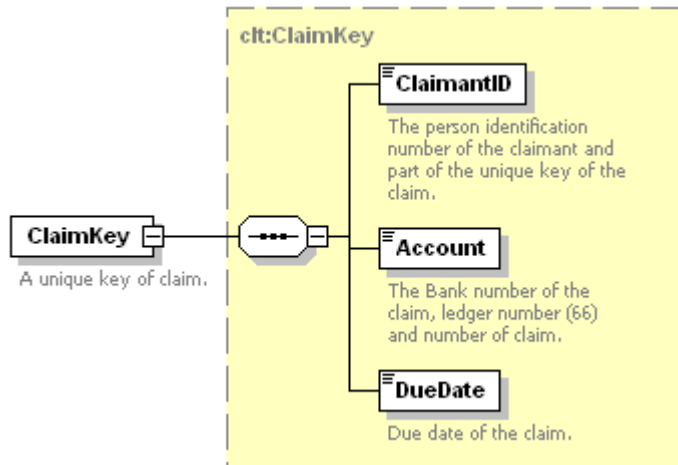 clt:ClaimKey
ClaimantID
The person identification
number of the claimant and
part of the unique key of the
claim.
ClaimKey
A unique key of claim.
Account
The Bank number of the
claim, ledger number (66)
and number of claim.
DueDate
Due date of the claim.